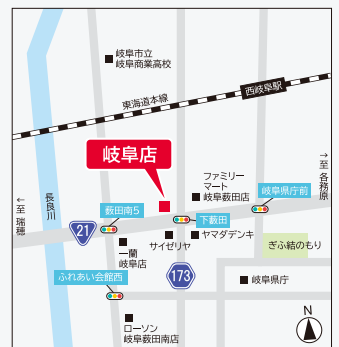 岐阜市立
岐阜商業高校
西岐阜駅
東海道本線
岐阜店
ファミリー
マート
岐阜薮田店
岐阜県庁前
→至 各務原
←至 瑞穂
長良川
薮田南5
下薮田
21
ヤマダデンキ
サイゼリヤ
一蘭
岐阜店
ぎふ結のもり
173
ふれあい会館西
岐阜県庁
ローソン
岐阜薮田南店
N